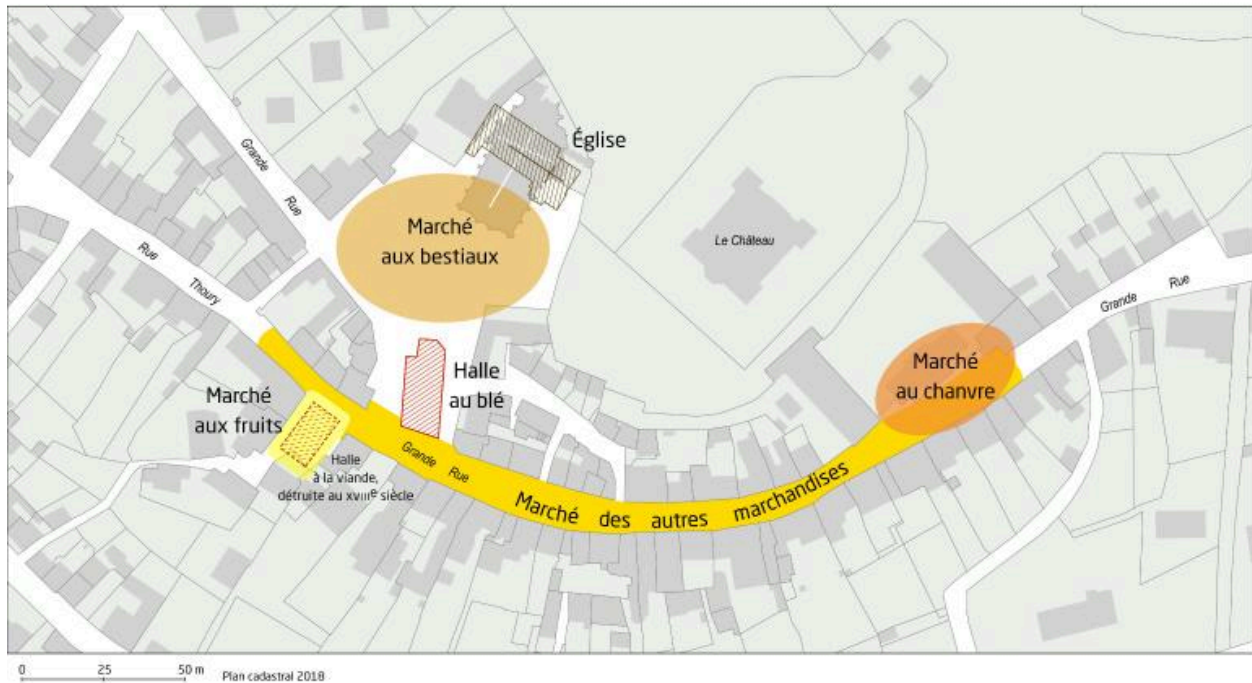 Église
Grande Rue
Marché
aux bestiaux
Le Château
Rue Thoury
Grande Rue
Halle
au blé
Marché
au chanvre
Marché
aux fruits
Halle
à la viande,
détruite au XVIIIe siècle
Grande Rue
Marché des autres marchandises
0 25 50 m
Plan cadastral 2018